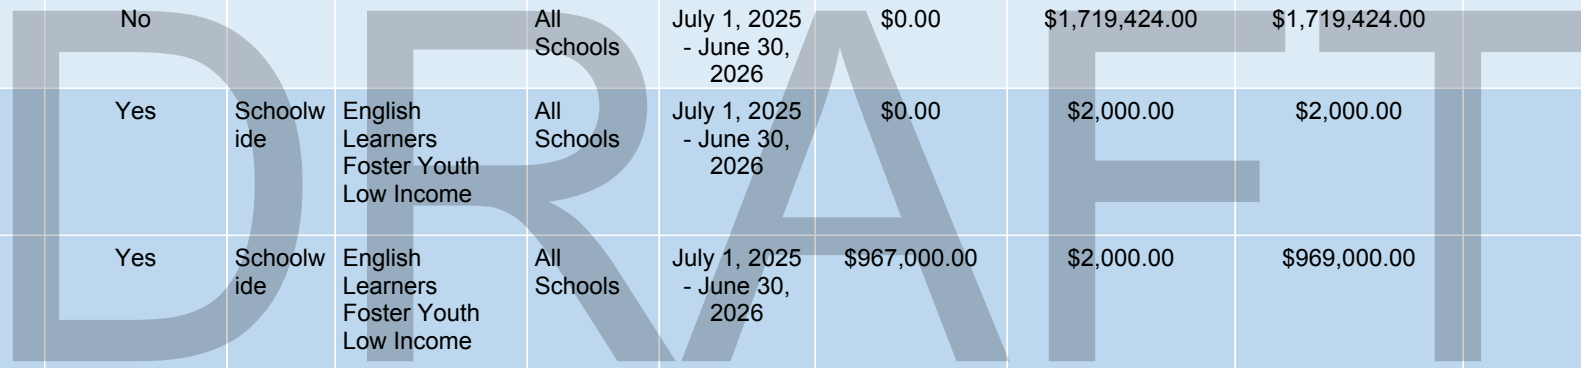 No All Schools July 1, 2025 - June 30, 2026 $0.00 $1,719,424.00 $1,719,424.00
Yes Schoolw ide English Learners Foster Youth Low Income All Schools July 1, 2025 - June 30, 2026 $0.00 $2,000.00 $2,000.00
Yes Schoolw ide English Learners Foster Youth Low Income All Schools July 1, 2025 - June 30, 2026 $967,000.00 $2,000.00 $969,000.00
DRAFT